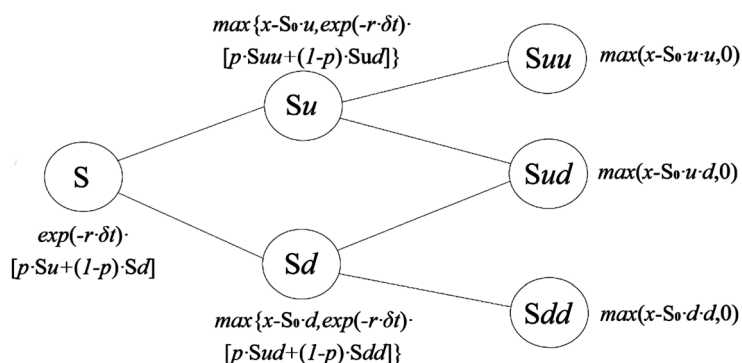 max{x-S₀·u,exp(-r·δt)·
[p·Suu+(1-p)·Sud]}
Suu
max(x-S₀·u·u,0)
Su
S
Sud
max(x-S₀·u·d,0)
exp(-r·δt)·
[p·Su+(1-p)·Sd]
Sd
max{x-S₀·d,exp(-r·δt)·
[p·Sud+(1-p)·Sdd]}
Sdd
max(x-S₀·d·d,0)